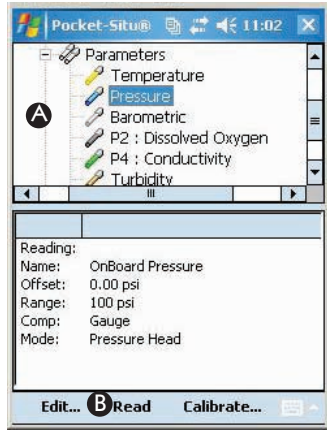 Pocket-Situ® 11:02
Parameters
Temperature
Pressure
A
Barometric
P2 : Dissolved Oxygen
P4 : Conductivity
Turbidity
Reading:
Name: OnBoard Pressure
Offset: 0.00 psi
Range: 100 psi
Comp: Gauge
Mode: Pressure Head
Edit... B Read Calibrate...